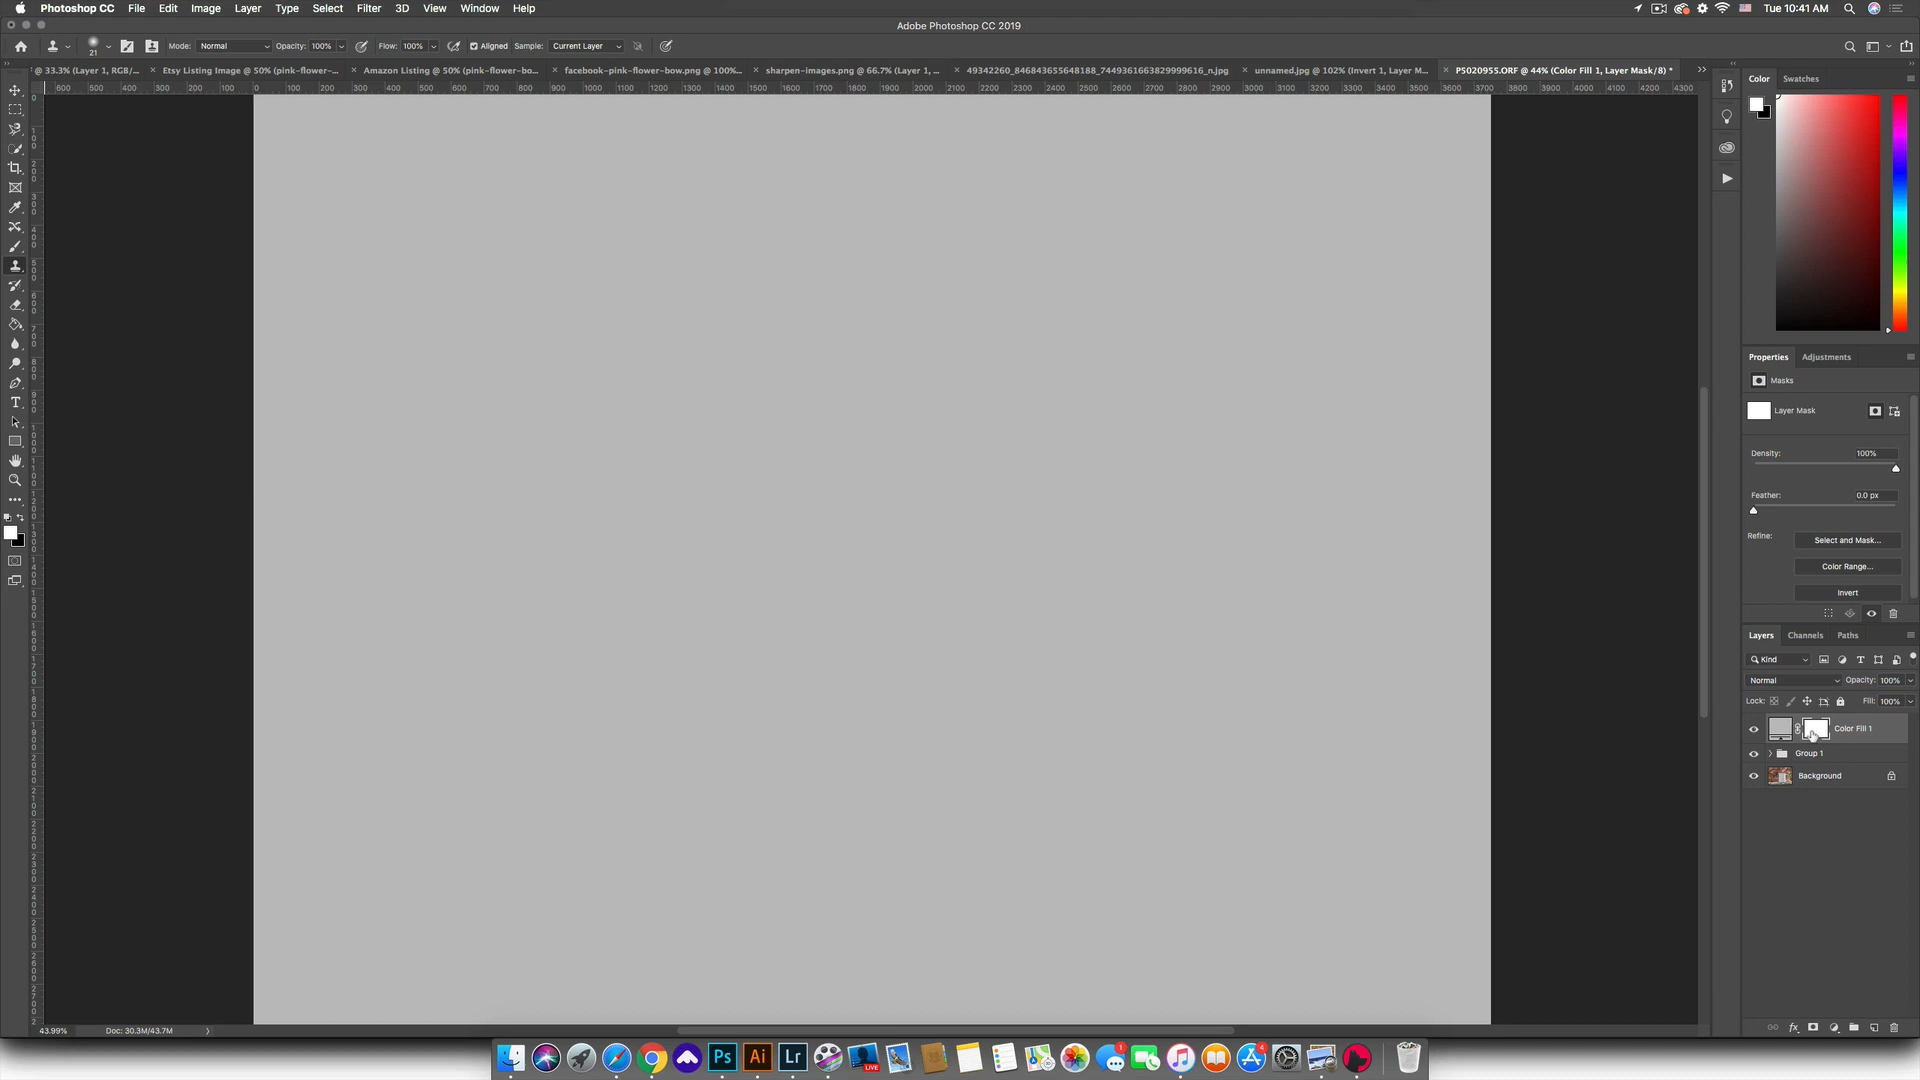 Photoshop CC File Edit Image Layer Type Select Filter 3D View Window Help Tue 10:41 AM
Adobe Photoshop CC 2019
21 Mode: Normal Opacity: 100% Flow: 100% Aligned Sample: Current Layer
@ 33.3% (Layer 1, RGB/... Etsy Listing Image @ 50% (pink-flower-... Amazon Listing @ 50% (pink-flower-bo... facebook-pink-flower-bow.png @ 100%... sharpen-images.png @ 66.7% (Layer 1, ... 49342260_846843655648188_7449361663829999616_n.jpg unnamed.jpg @ 102% (Invert 1, Layer M... P5020955.ORF @ 44% (Color Fill 1, Layer Mask/8) *
600 500 400 300 200 100 0 100 200 300 400 500 600 700 800 900 1000 1100 1200 1300 1400 1500 1600 1700 1800 1900 2000 2100 2200 2300 2400 2500 2600 2700 2800 2900 3000 3100 3200 3300 3400 3500 3600 3700 3800 3900 4000 4100 4200 4300
Color Swatches
Properties Adjustments
Masks
Layer Mask
Density: 100%
Feather: 0.0 px
Refine: Select and Mask...
Color Range...
Invert
Layers Channels Paths
Kind
Normal Opacity: 100%
Lock: Fill: 100%
Color Fill 1
Group 1
Background
43.99% Doc: 30.3M/43.7M
Ps Ai Lr LIVE 1 4